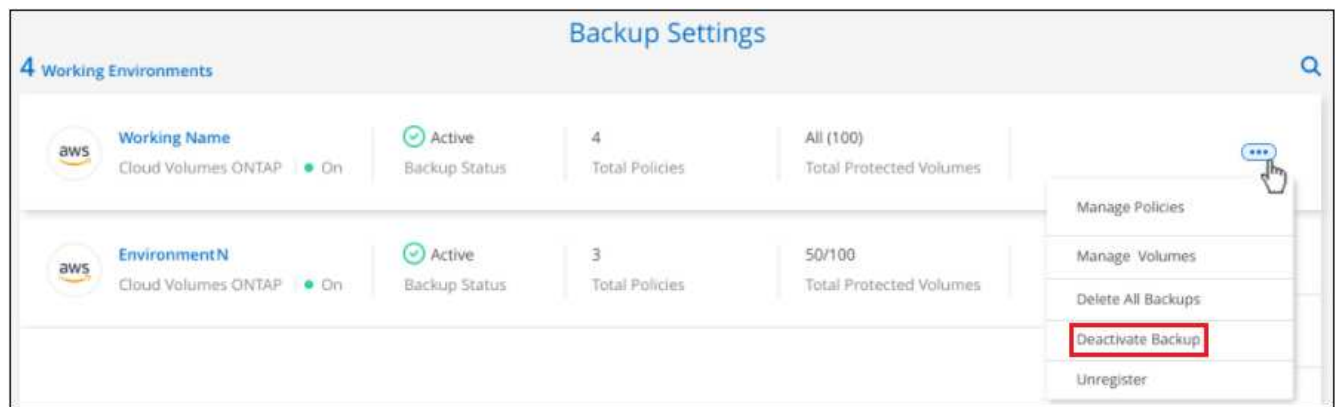 Backup Settings
4 Working Environments
aws Working Name Active 4 All (100)
Cloud Volumes ONTAP On Backup Status Total Policies Total Protected Volumes
Manage Policies
aws EnvironmentN Active 3 50/100 Manage Volumes
Cloud Volumes ONTAP On Backup Status Total Policies Total Protected Volumes
Delete All Backups
Deactivate Backup
Unregister